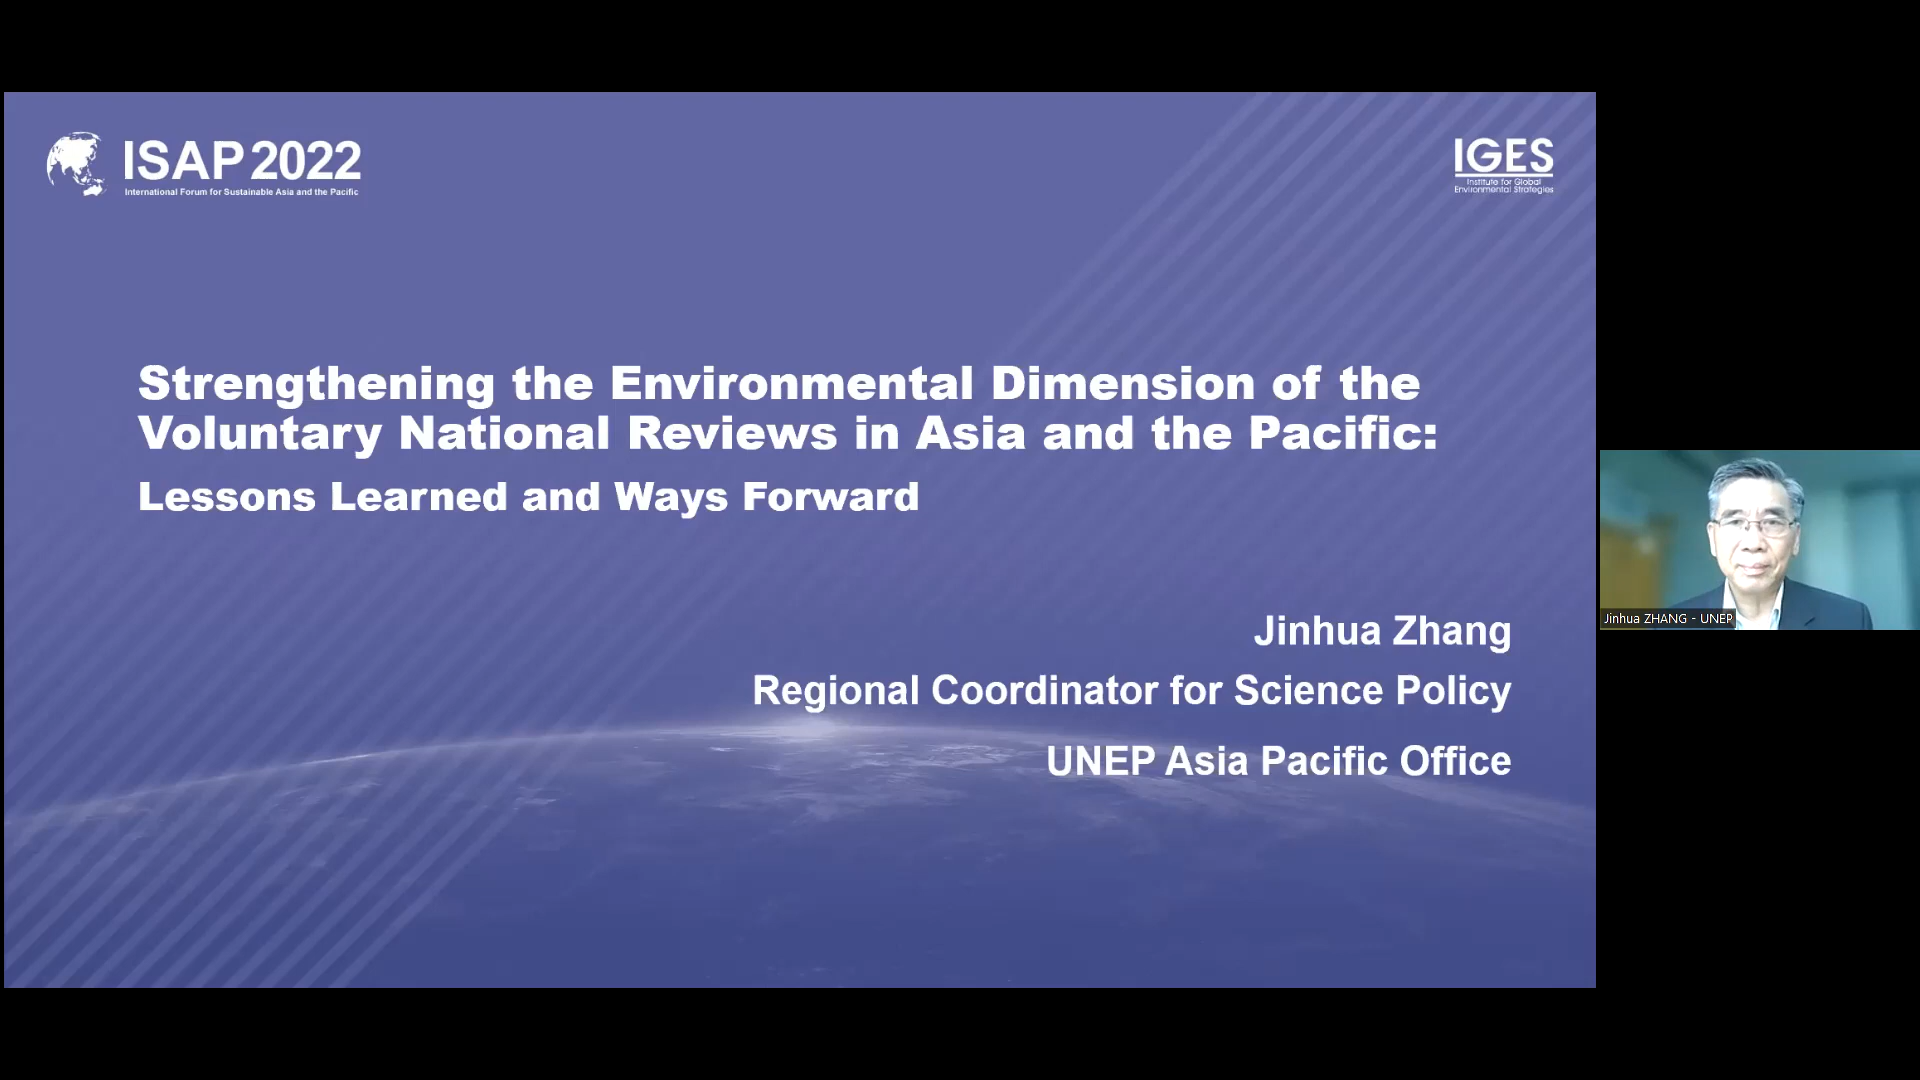 ISAP 2022
International Forum for Sustainable Asia and the Pacific
IGES
Institute for Global
Environmental Strategies
Strengthening the Environmental Dimension of the
Voluntary National Reviews in Asia and the Pacific:
Lessons Learned and Ways Forward
Jinhua Zhang
Regional Coordinator for Science Policy
UNEP Asia Pacific Office
Jinhua ZHANG - UNEP